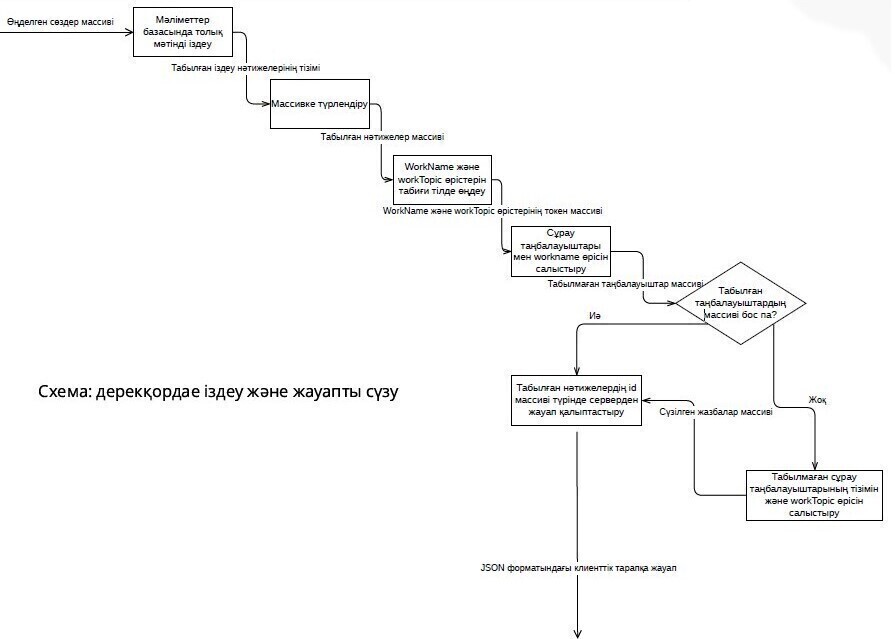 Өңделген сөздер массиві
Мәліметтер
базасында толық
мәтінді іздеу
Табылған іздеу нәтижелерінің тізімі
Массивке түрлендіру
Табылған нәтижелер массиві
WorkName және
workTopic өрістерін
табиғи тілде өңдеу
WorkName және workTopic өрістерінің токен массиві
Сұрау
таңбалауыштары
мен workname өрісін
салыстыру
Табылмаған таңбалауыштар массиві
Табылған
таңбалауыштардың
массиві бос па?
Иә
Схема: дерекқордае іздеу және жауапты сүзу
Табылған нәтижелердің id
массиві түрінде серверден
жауап қалыптастыру
Сүзілген жазбалар массиві
Жоқ
Табылмаған сұрау
таңбалауыштарының тізімін
және workTopic өрісін
салыстыру
JSON форматындағы клиенттік тарапқа жауап